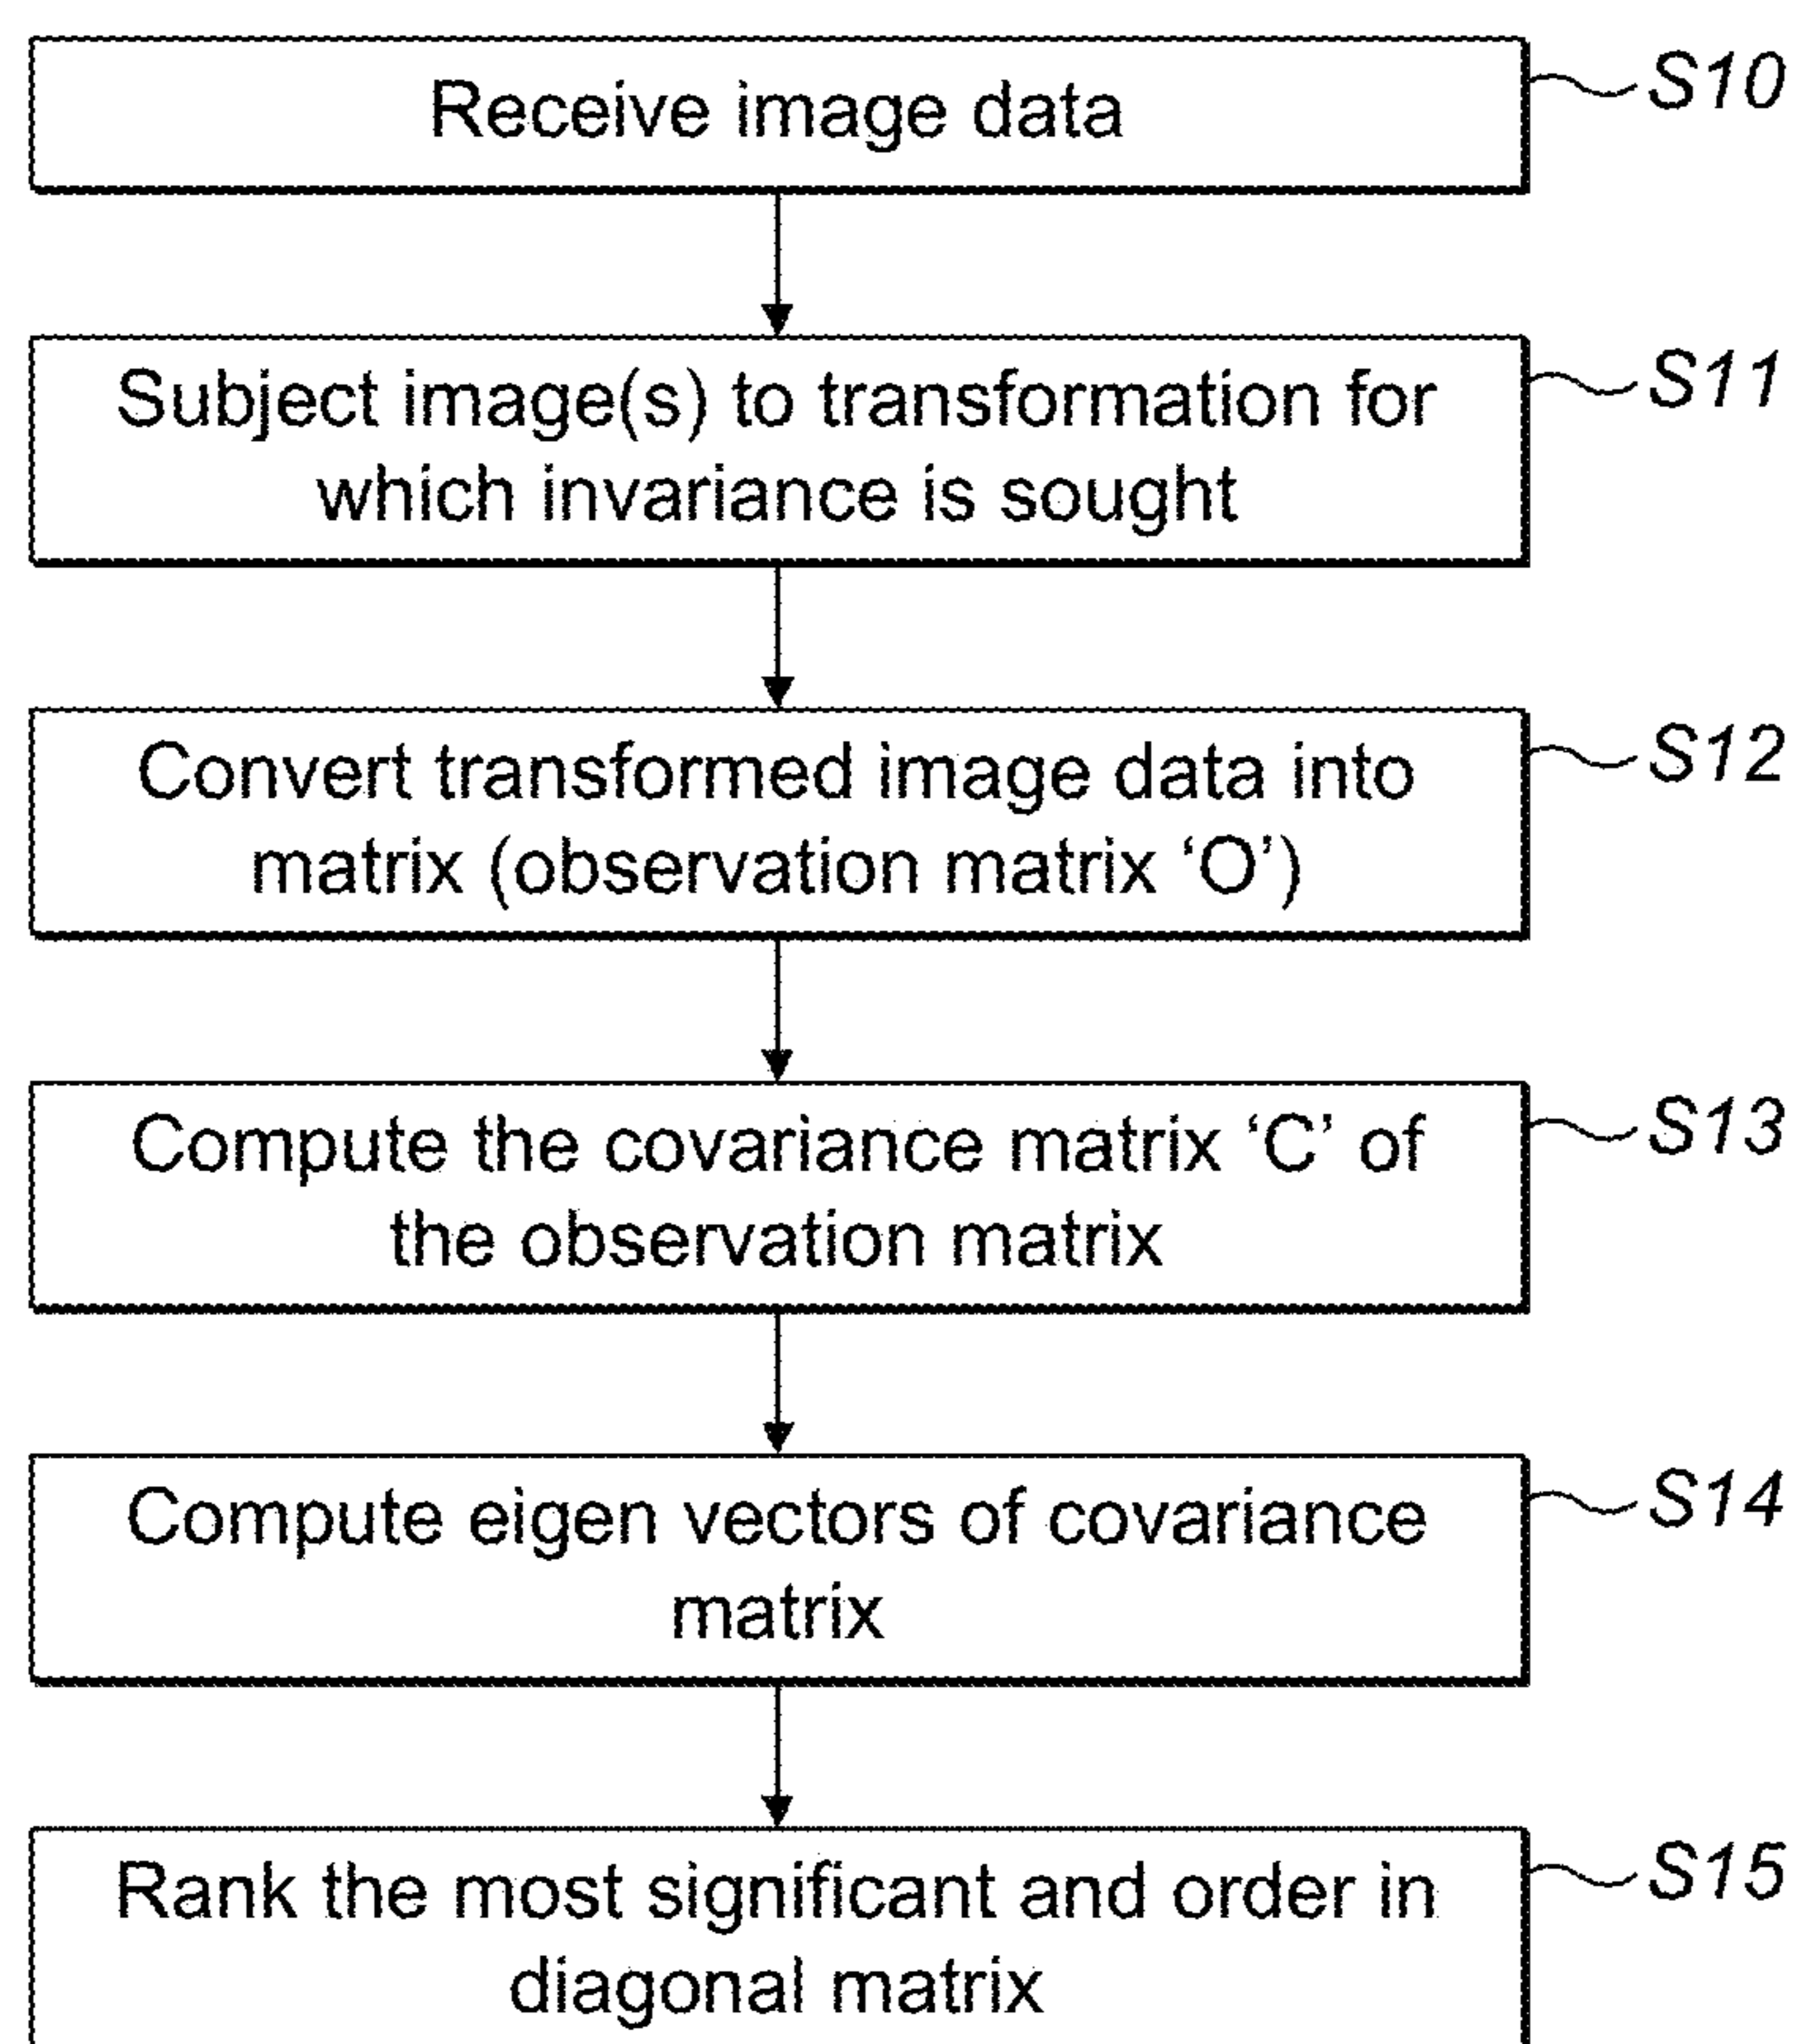 Receive image data
S10
Subject image(s) to transformation for
which invariance is sought
S11
Convert transformed image data into
matrix (observation matrix ‘O’)
S12
Compute the covariance matrix ‘C’ of
the observation matrix
S13
Compute eigen vectors of covariance
matrix
S14
Rank the most significant and order in
diagonal matrix
S15